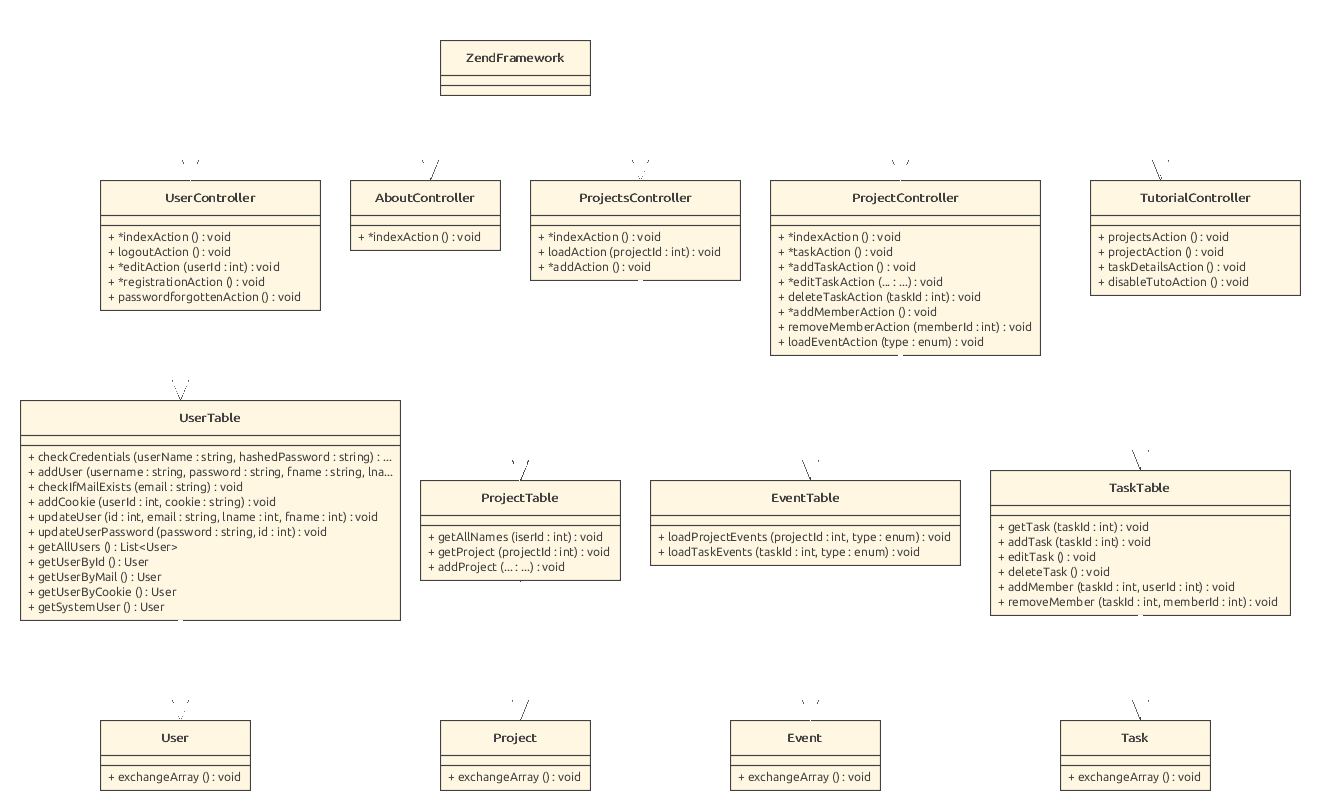 ZendFramework
UserController
+ *indexAction () : void
+ logoutAction () : void
+ *editAction (userId : int) : void
+ *registrationAction () : void
+ passwordforgottenAction () : void
AboutController
+ *indexAction () : void
ProjectsController
+ *indexAction () : void
+ loadAction (projectId : int) : void
+ *addAction () : void
ProjectController
+ *indexAction () : void
+ *taskAction () : void
+ *addTaskAction () : void
+ *editTaskAction (... : ...) : void
+ deleteTaskAction (taskId : int) : void
+ *addMemberAction () : void
+ removeMemberAction (memberId : int) : void
+ loadEventAction (type : enum) : void
TutorialController
+ projectsAction () : void
+ projectAction () : void
+ taskDetailsAction () : void
+ disableTutoAction () : void
UserTable
+ checkCredentials (userName : string, hashedPassword : string) : ...
+ addUser (username : string, password : string, fname : string, lna...
+ checkIfMailExists (email : string) : void
+ addCookie (userId : int, cookie : string) : void
+ updateUser (id : int, email : string, lname : int, fname : int) : void
+ updateUserPassword (password : string, id : int) : void
+ getAllUsers () : List<User>
+ getUserById () : User
+ getUserByMail () : User
+ getUserByCookie () : User
+ getSystemUser () : User
ProjectTable
+ getAllNames (iserId : int) : void
+ getProject (projectId : int) : void
+ addProject (... : ...) : void
EventTable
+ loadProjectEvents (projectId : int, type : enum) : void
+ loadTaskEvents (taskId : int, type : enum) : void
TaskTable
+ getTask (taskId : int) : void
+ addTask (taskId : int) : void
+ editTask () : void
+ deleteTask () : void
+ addMember (taskId : int, userId : int) : void
+ removeMember (taskId : int, memberId : int) : void
User
+ exchangeArray () : void
Project
+ exchangeArray () : void
Event
+ exchangeArray () : void
Task
+ exchangeArray () : void